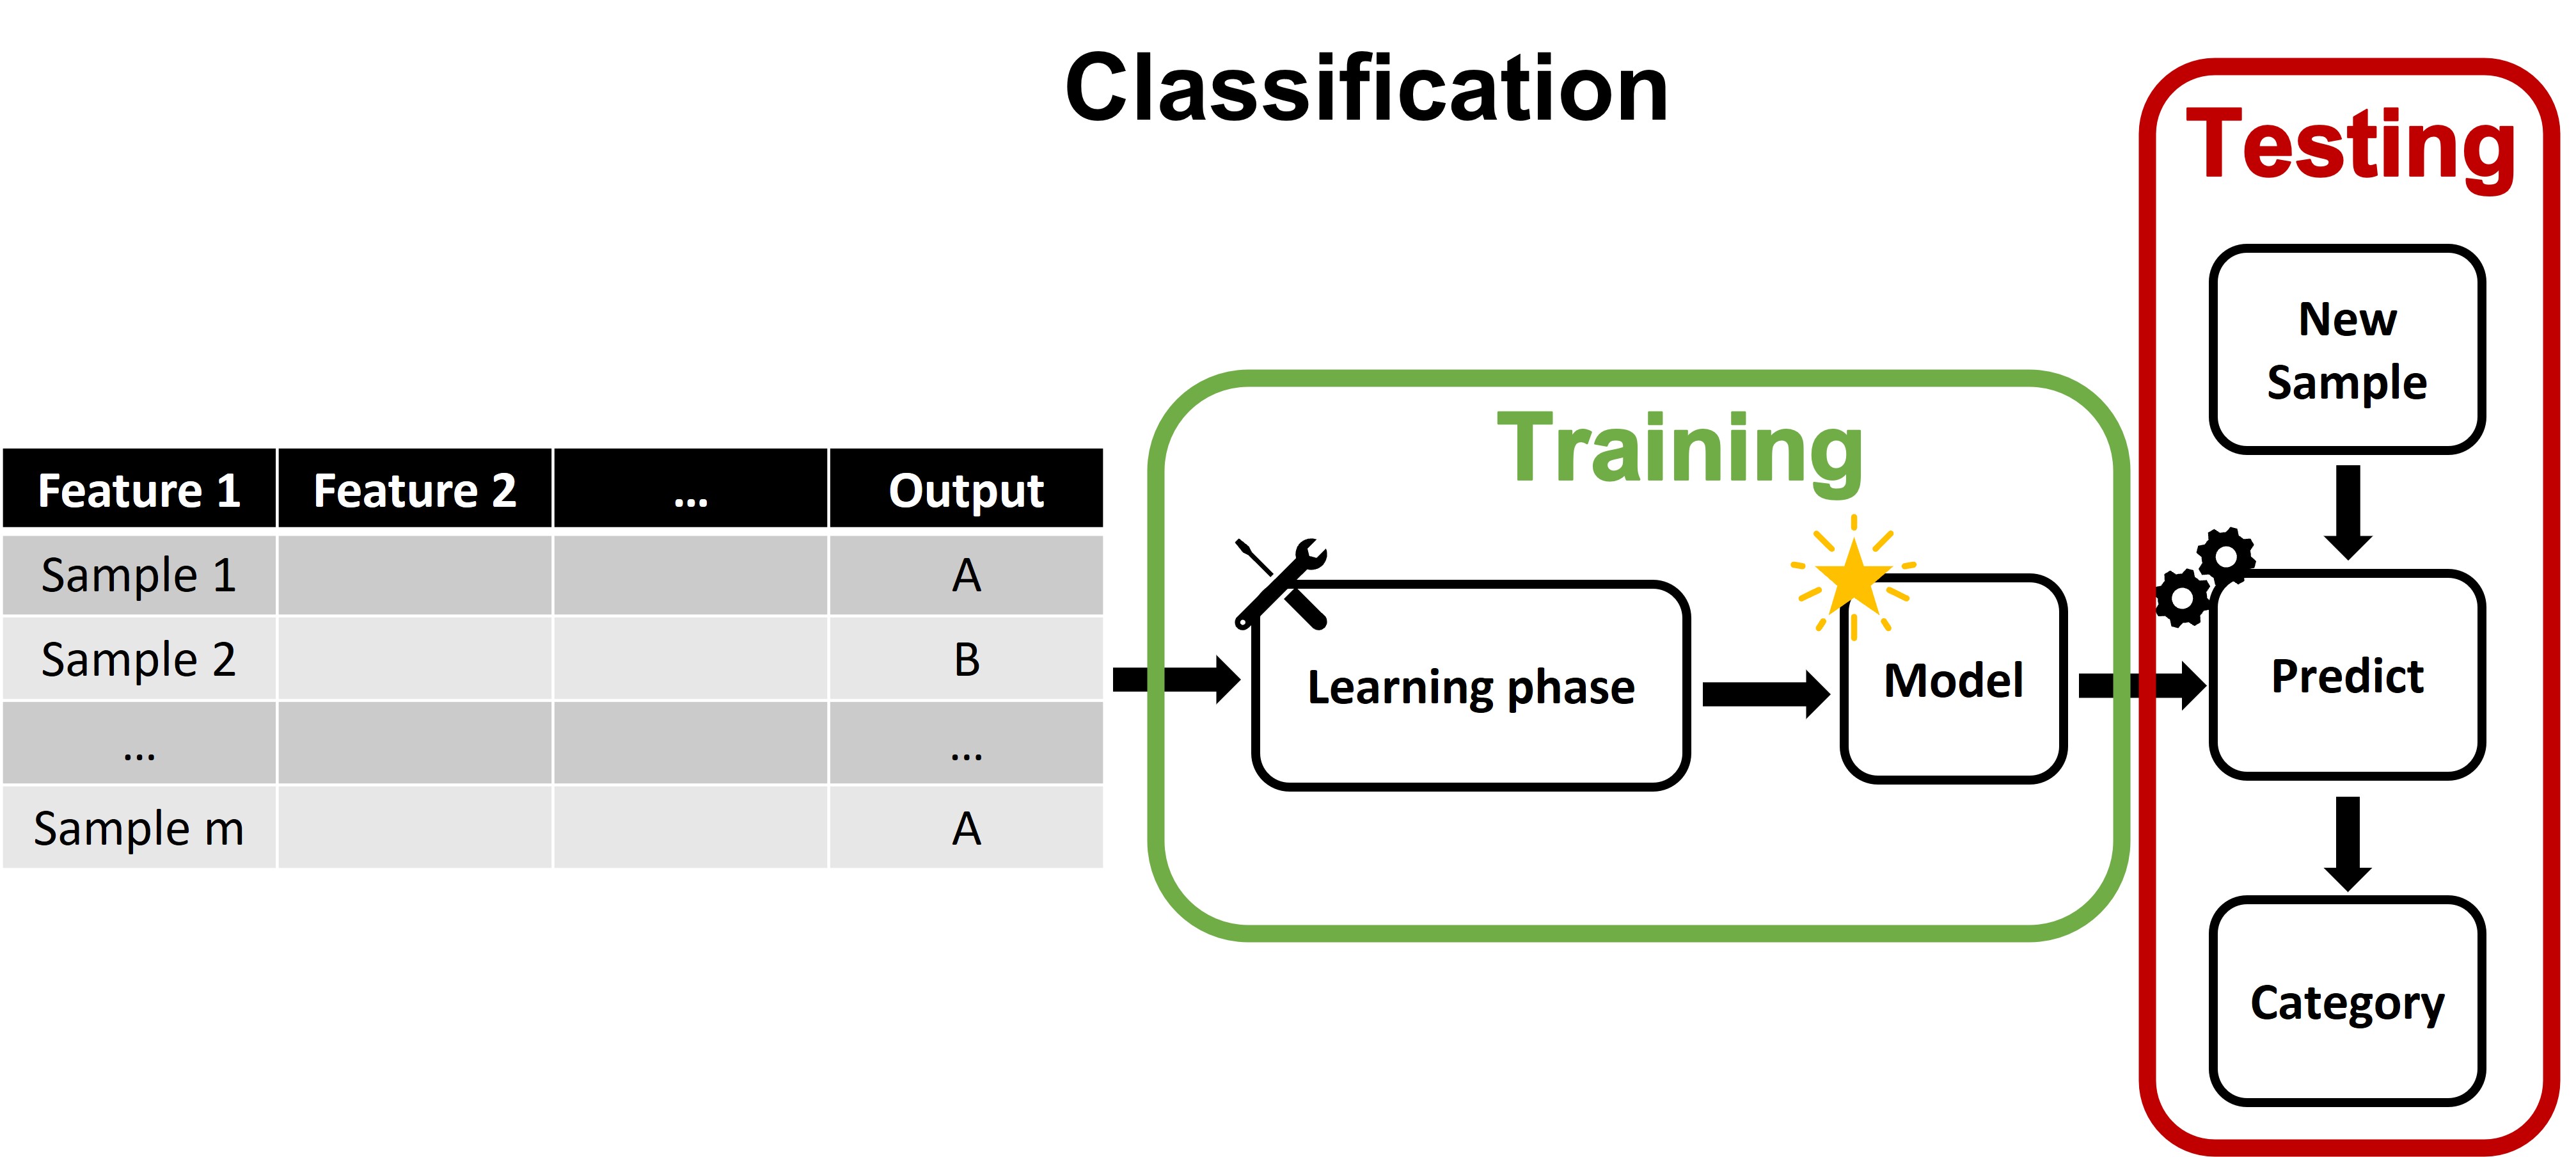 Classification
Testing
New
Sample
Training
Feature 1 Feature 2 ... Output
Sample 1 A
Sample 2 B
... ...
Sample m A
Learning phase
Model
Predict
Category